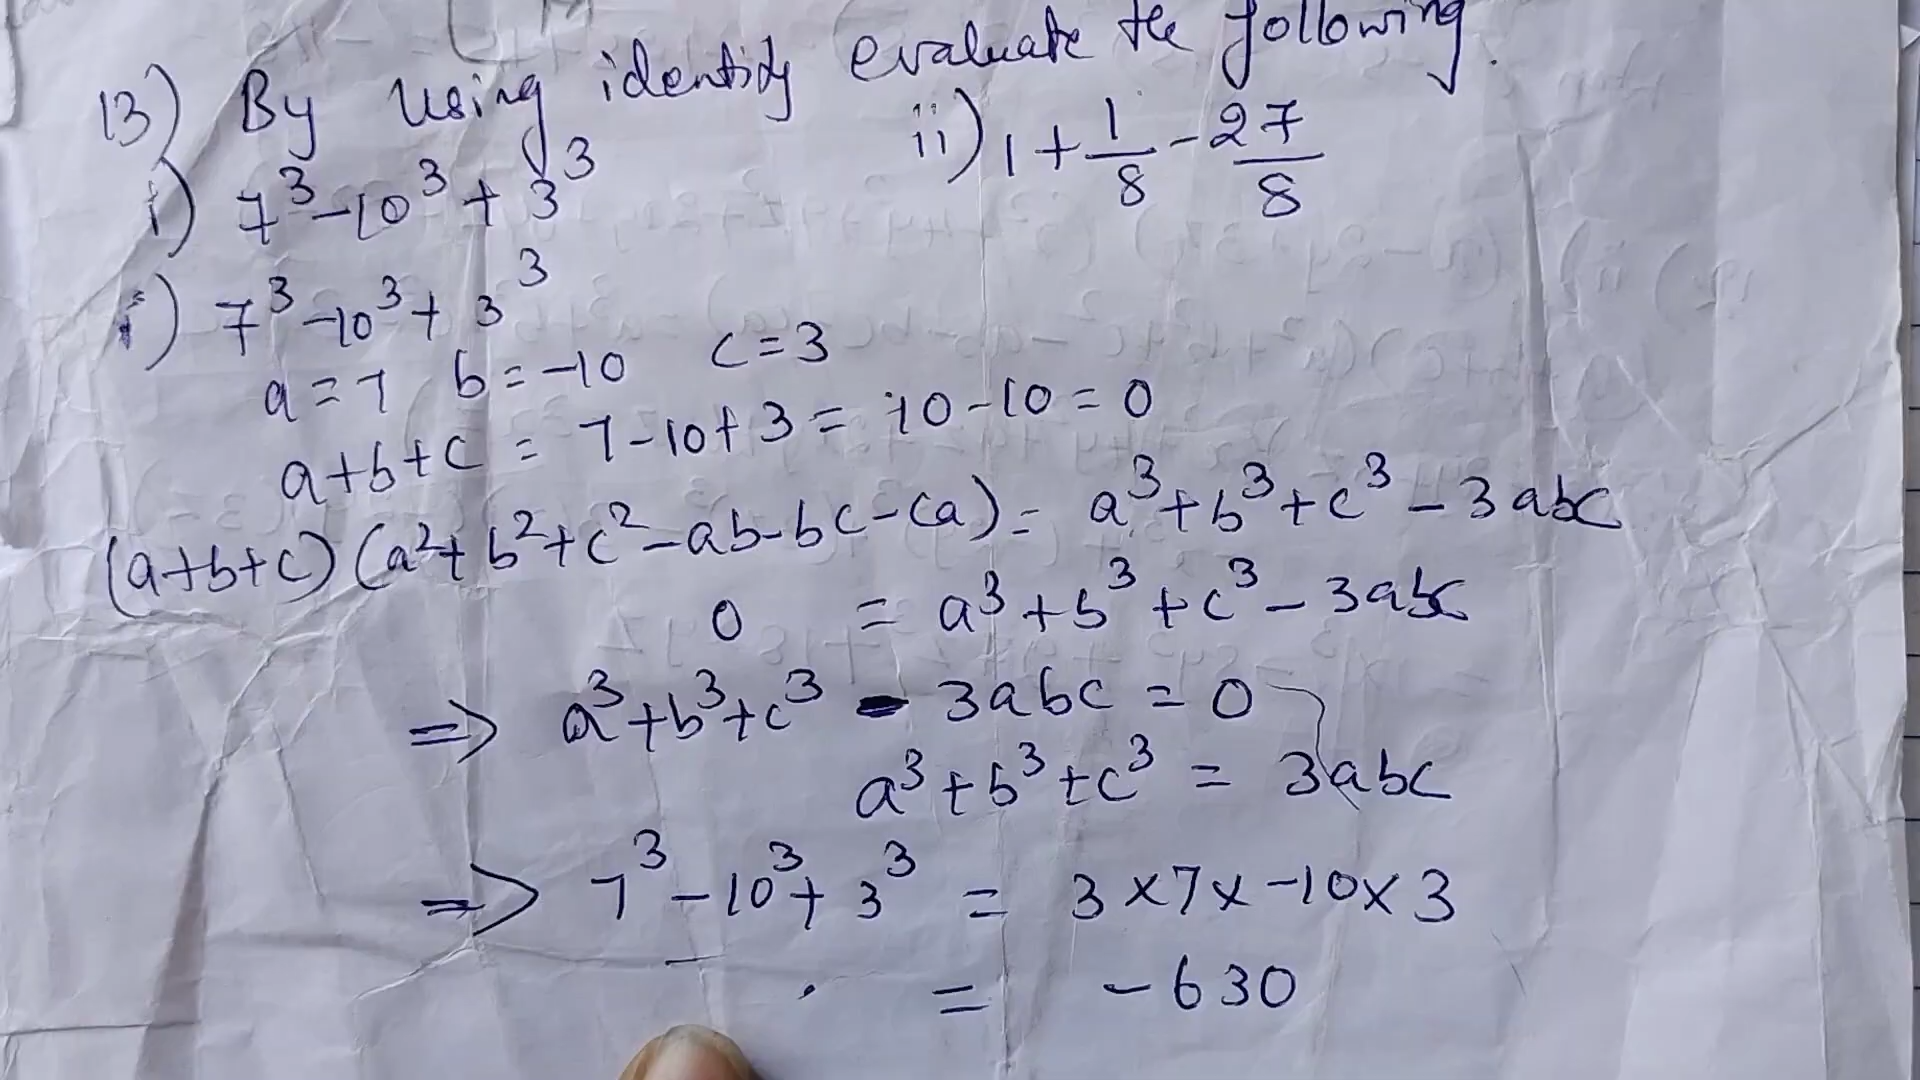 13) By using identity evaluate the following.
i) 7³-10³+3³ ii) 1+1/8-27/8
i) 7³-10³+3³
a=7 b=-10 c=3
a+b+c = 7-10+3 = 10-10=0
(a+b+c)(a²+b²+c²-ab-bc-ca)= a³+b³+c³-3abc
0 = a³+b³+c³-3abc
=> a³+b³+c³-3abc=0
a³+b³+c³ = 3abc
=> 7³-10³+3³ = 3×7×-10×3
= -630